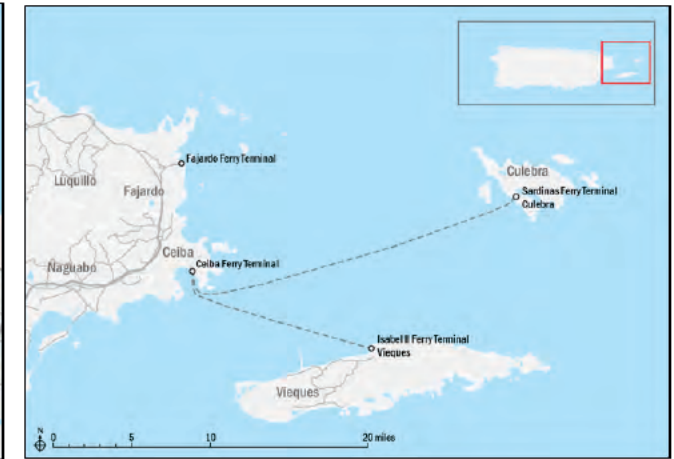 Fajardo Ferry Terminal
Luquillo
Fajardo
Culebra
Sardinas Ferry Terminal
Culebra
Ceiba
Naguabo
Ceiba Ferry Terminal
Isabel II Ferry Terminal
Vieques
Vieques
N
0 5 10 20 miles